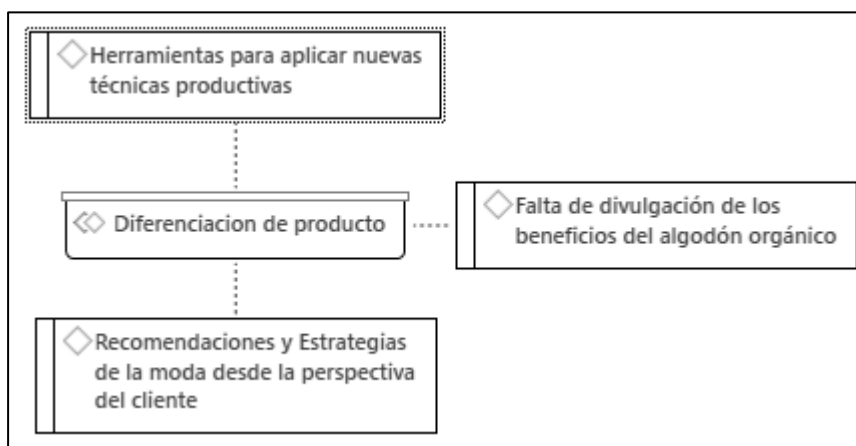 Herramientas para aplicar nuevas
técnicas productivas
Diferenciacion de producto
Falta de divulgación de los
beneficios del algodón orgánico
Recomendaciones y Estrategias
de la moda desde la perspectiva
del cliente